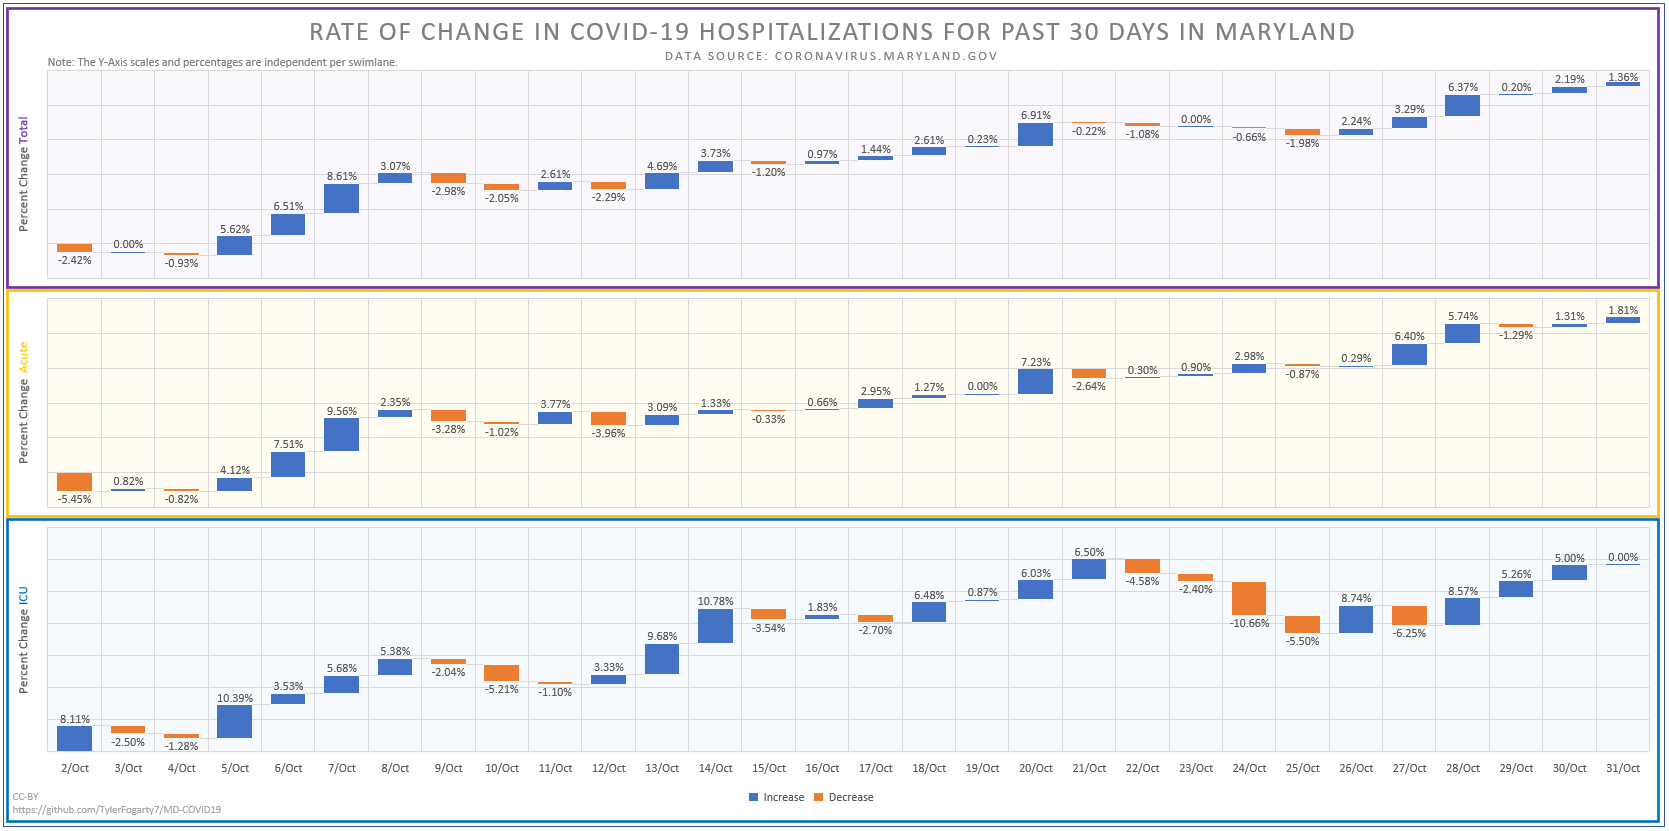 RATE OF CHANGE IN COVID-19 HOSPITALIZATIONS FOR PAST 30 DAYS IN MARYLAND
DATA SOURCE: CORONAVIRUS.MARYLAND.GOV
Note: The Y-Axis scales and percentages are independent per swimlane.
Percent Change Total
-2.42% 0.00% -0.93% 5.62% 6.51% 8.61% 3.07% -2.98% -2.05% 2.61% -2.29% 4.69% 3.73% -1.20% 0.97% 1.44% 2.61% 0.23% 6.91% -0.22% -1.08% 0.00% -0.66% -1.98% 2.24% 3.29% 6.37% 0.20% 2.19% 1.36%
Percent Change Acute
-5.45% 0.82% -0.82% 4.12% 7.51% 9.56% 2.35% -3.28% -1.02% 3.77% -3.96% 3.09% 1.33% -0.33% 0.66% 2.95% 1.27% 0.00% 7.23% -2.64% 0.30% 0.90% 2.98% -0.87% 0.29% 6.40% 5.74% -1.29% 1.31% 1.81%
Percent Change ICU
8.11% -2.50% -1.28% 10.39% 3.53% 5.68% 5.38% -2.04% -5.21% -1.10% 3.33% 9.68% 10.78% -3.54% 1.83% -2.70% 6.48% 0.87% 6.03% 6.50% -4.58% -2.40% -10.66% -5.50% 8.74% -6.25% 8.57% 5.26% 5.00% 0.00%
2/Oct 3/Oct 4/Oct 5/Oct 6/Oct 7/Oct 8/Oct 9/Oct 10/Oct 11/Oct 12/Oct 13/Oct 14/Oct 15/Oct 16/Oct 17/Oct 18/Oct 19/Oct 20/Oct 21/Oct 22/Oct 23/Oct 24/Oct 25/Oct 26/Oct 27/Oct 28/Oct 29/Oct 30/Oct 31/Oct
Increase Decrease
CC-BY
https://github.com/TylerFogarty7/MD-COVID19